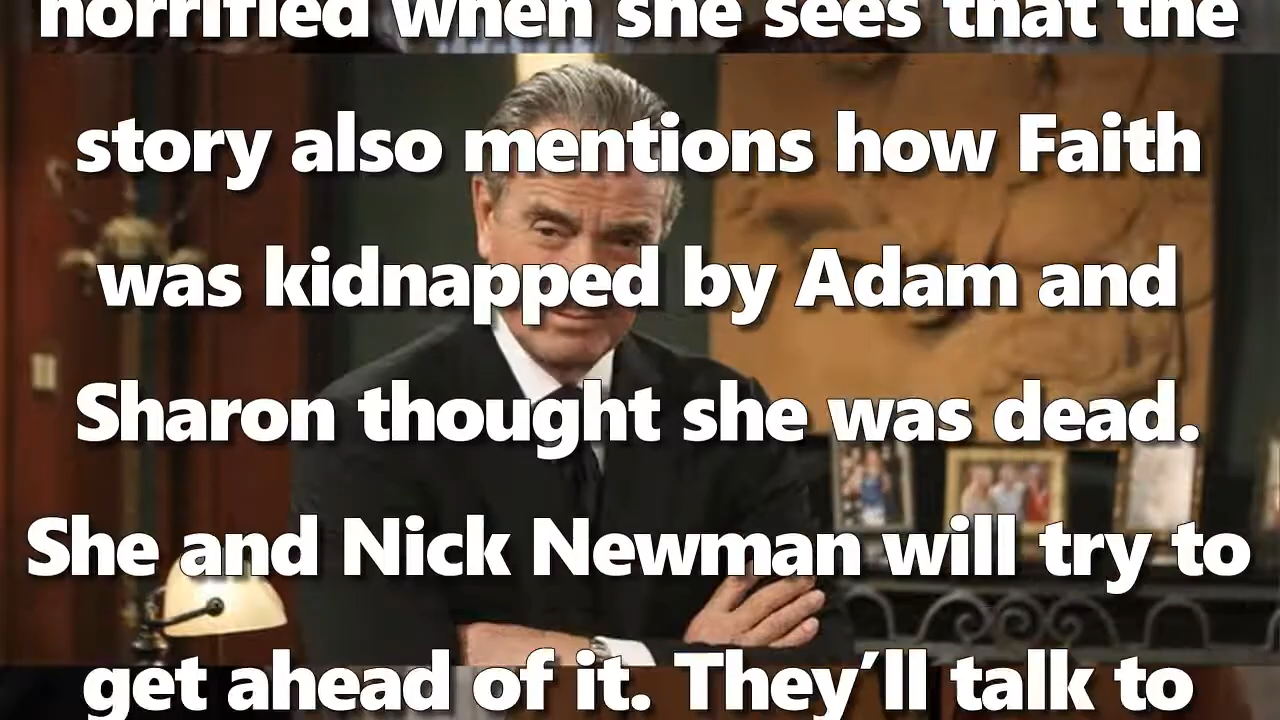 horrified when she sees that the
story also mentions how Faith
was kidnapped by Adam and
Sharon thought she was dead.
She and Nick Newman will try to
get ahead of it. They’ll talk to